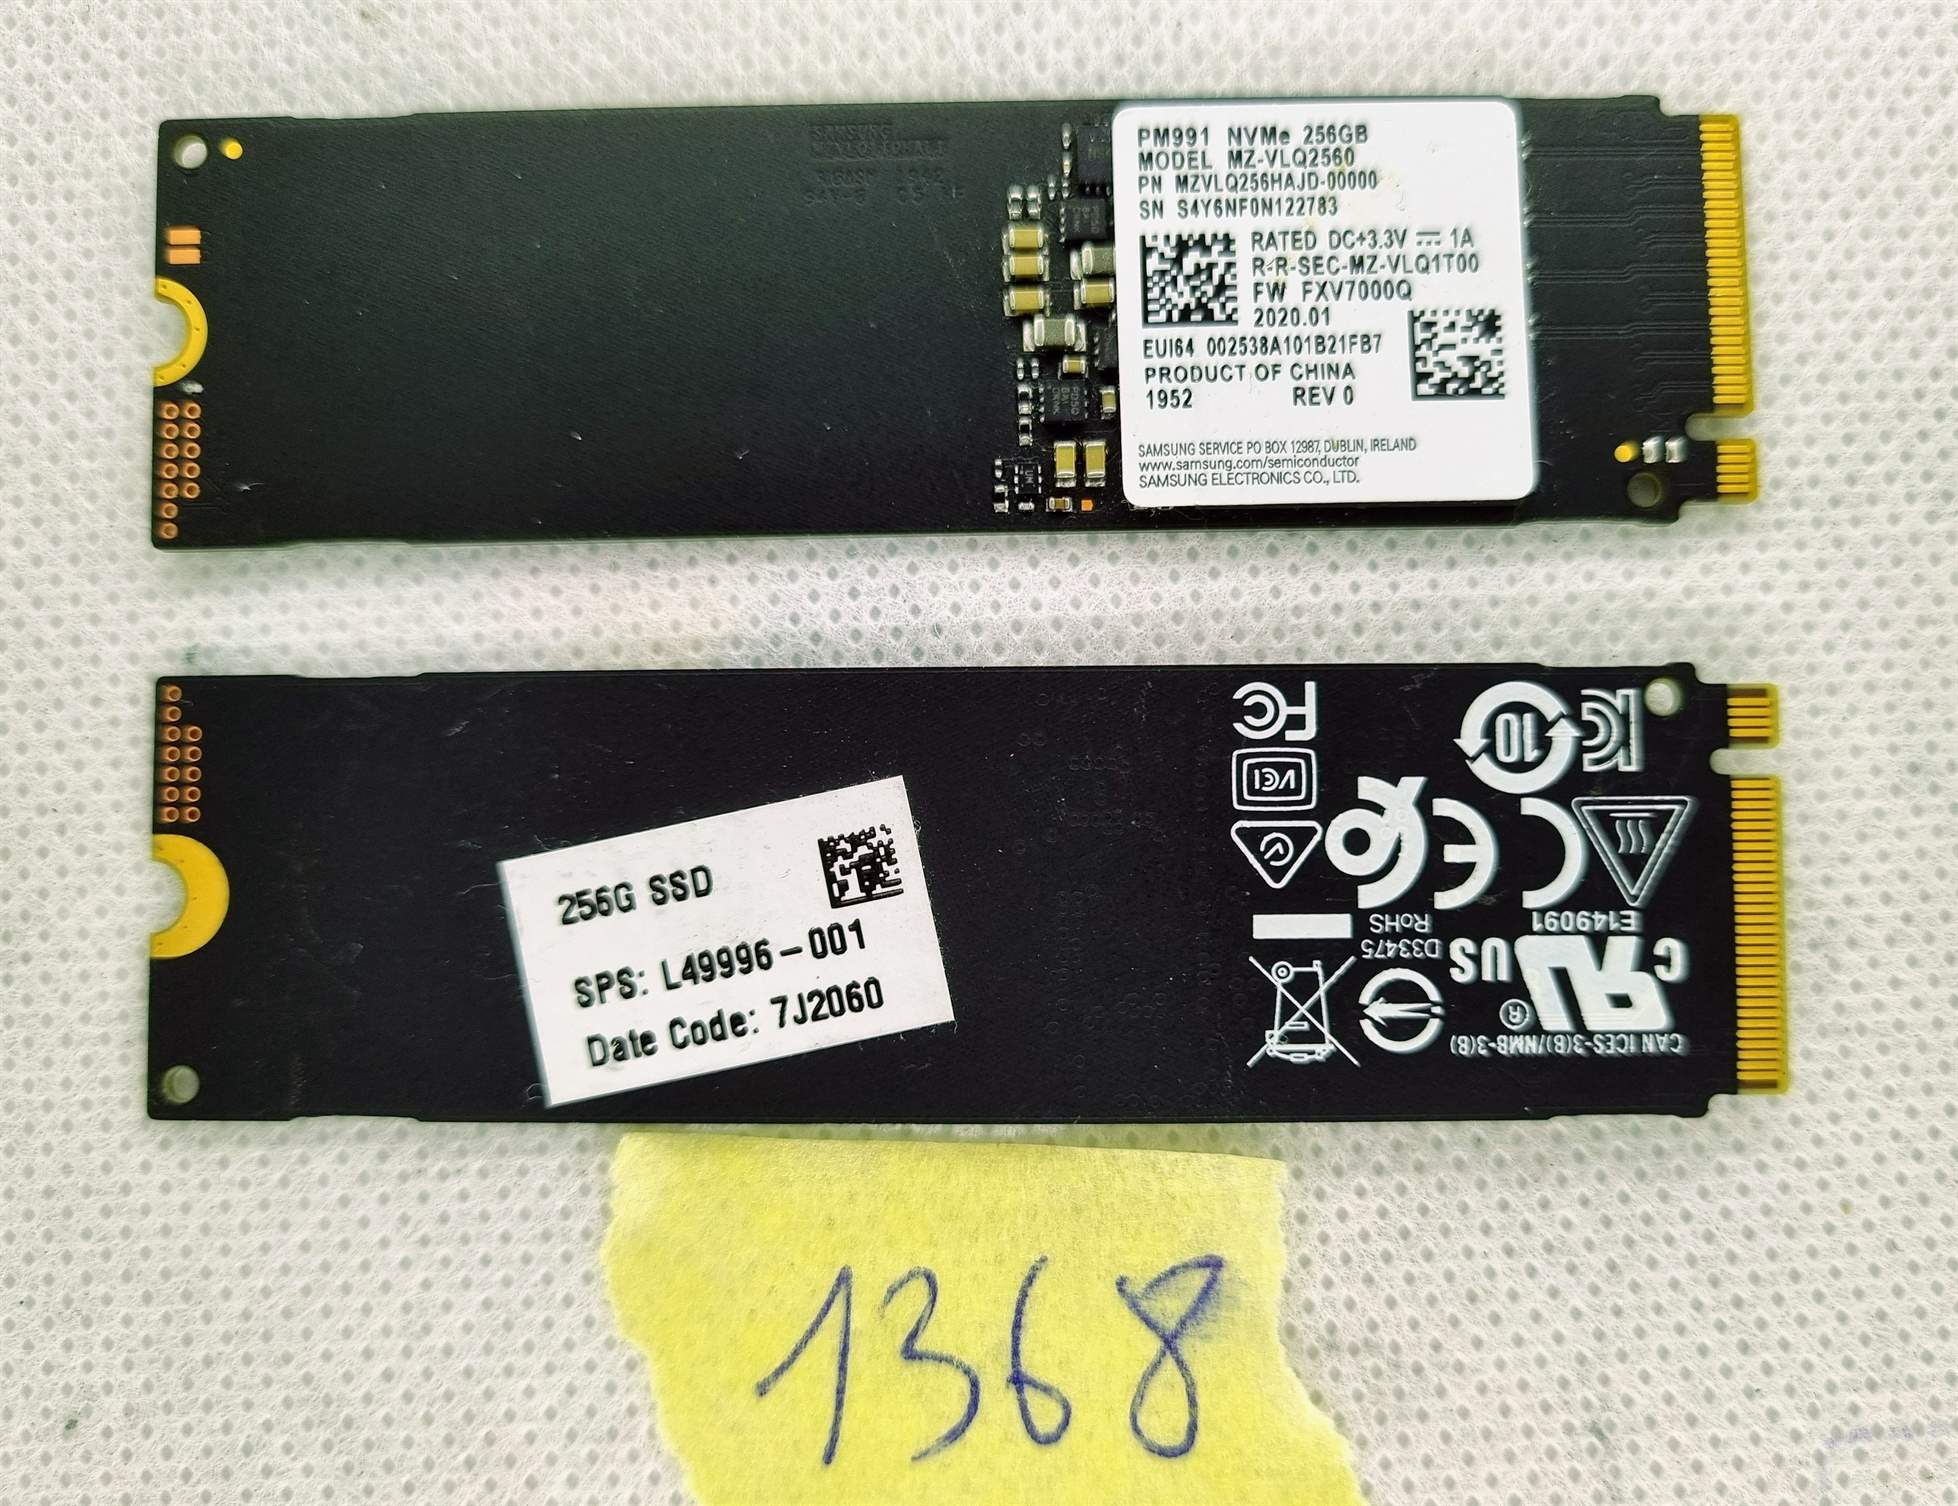 PM991 NVMe 256GB
MODEL MZ-VLQ2560
PN MZVLQ256HAJD-00000
SN S4Y6NF0N122783
RATED DC+3.3V ⎓ 1A
R-R-SEC-MZ-VLQ1T00
FW FXV7000Q
2020.01
EUI64 002538A101B21FB7
PRODUCT OF CHINA
1952 REV 0
SAMSUNG SERVICE PO BOX 12987, DUBLIN, IRELAND
www.samsung.com/semiconductor
SAMSUNG ELECTRONICS CO., LTD.
256G SSD
SPS: L49996-001
Date Code: 7J2060
FC
VCI
10
CE
E149091
RoHS
D33475
c RU US ®
CAN ICES-3(B)/NMB-3(B)
1368